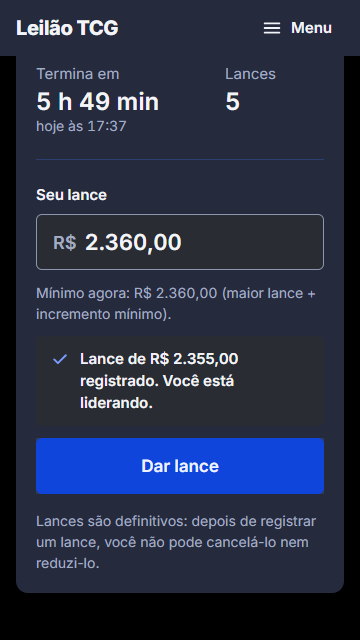 Leilão TCG
Menu
Termina em
Lances
5 h 49 min
5
hoje às 17:37
Seu lance
R$ 2.360,00
Mínimo agora: R$ 2.360,00 (maior lance +
incremento mínimo).
Lance de R$ 2.355,00
registrado. Você está
liderando.
Dar lance
Lances são definitivos: depois de registrar
um lance, você não pode cancelá-lo nem
reduzi-lo.